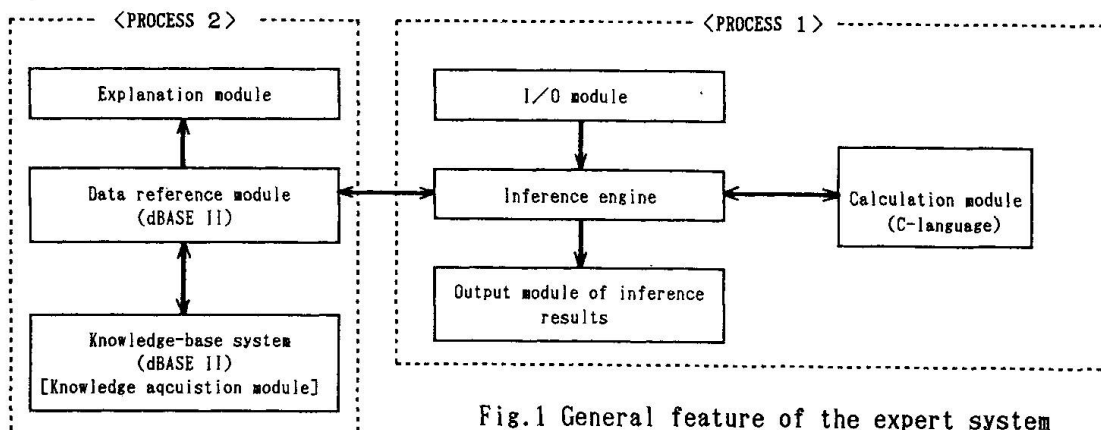 <PROCESS 2>
Explanation module
Data reference module
(dBASE II)
Knowledge-base system
(dBASE II)
[Knowledge aqcuistion module]
<PROCESS 1>
I/O module
Inference engine
Output module of inference
results
Calculation module
(C-language)
Fig.1 General feature of the expert system